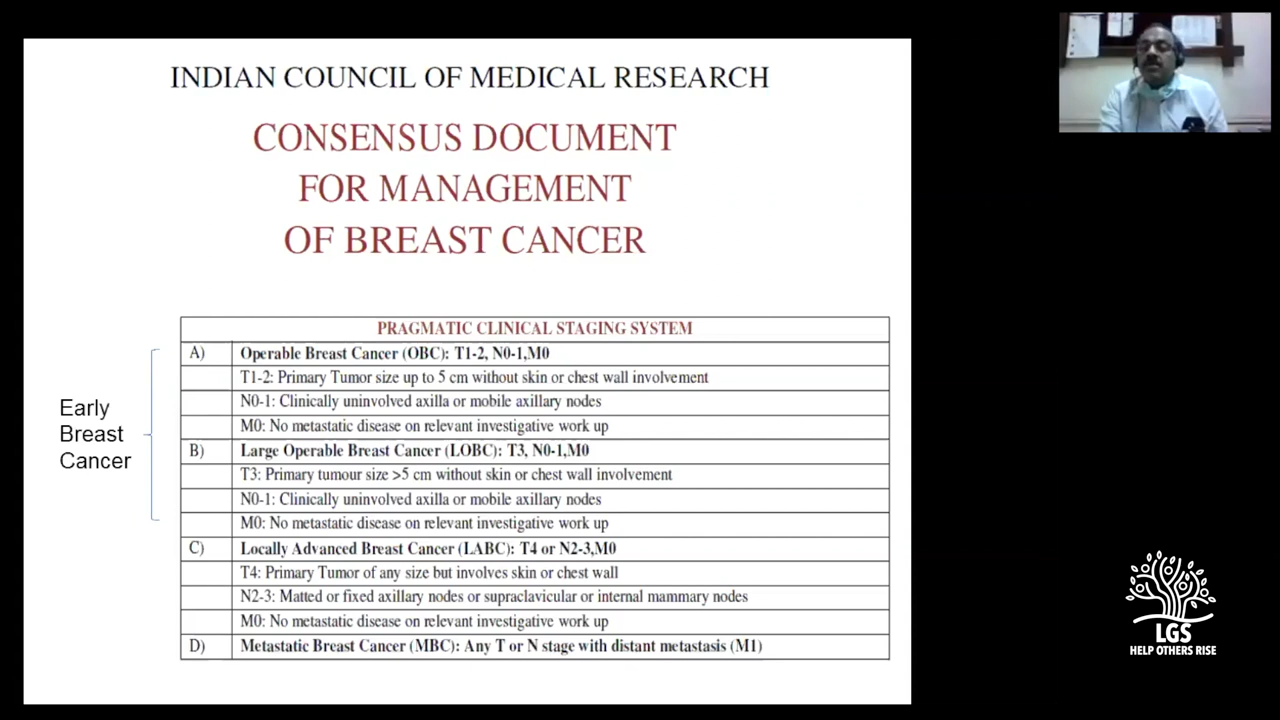 INDIAN COUNCIL OF MEDICAL RESEARCH
CONSENSUS DOCUMENT
FOR MANAGEMENT
OF BREAST CANCER
PRAGMATIC CLINICAL STAGING SYSTEM
A) Operable Breast Cancer (OBC): T1-2, N0-1,M0
T1-2: Primary Tumor size up to 5 cm without skin or chest wall involvement
N0-1: Clinically uninvolved axilla or mobile axillary nodes
M0: No metastatic disease on relevant investigative work up
B) Large Operable Breast Cancer (LOBC): T3, N0-1,M0
T3: Primary tumour size >5 cm without skin or chest wall involvement
N0-1: Clinically uninvolved axilla or mobile axillary nodes
M0: No metastatic disease on relevant investigative work up
C) Locally Advanced Breast Cancer (LABC): T4 or N2-3,M0
T4: Primary Tumor of any size but involves skin or chest wall
N2-3: Matted or fixed axillary nodes or supraclavicular or internal mammary nodes
M0: No metastatic disease on relevant investigative work up
D) Metastatic Breast Cancer (MBC): Any T or N stage with distant metastasis (M1)
Early
Breast
Cancer
LGS
HELP OTHERS RISE